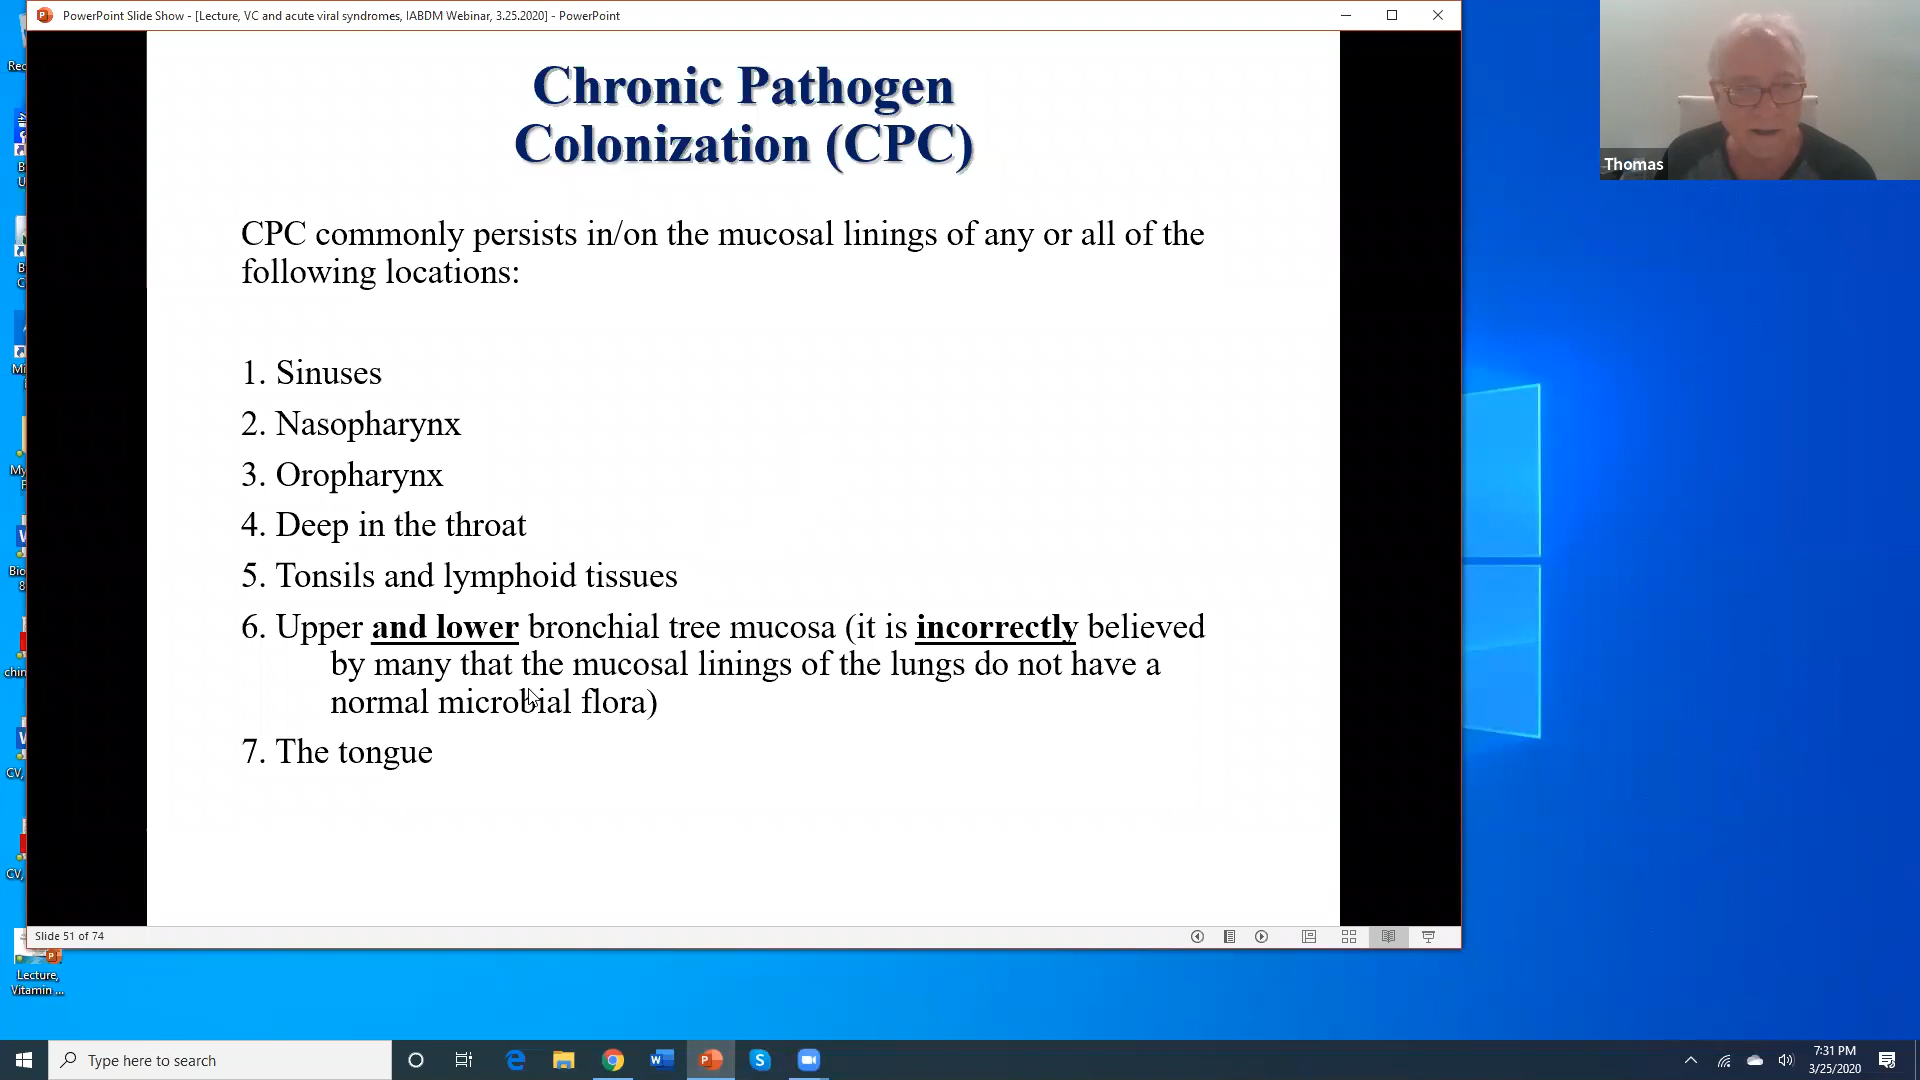 PowerPoint Slide Show - [Lecture, VC and acute viral syndromes, IABDM Webinar, 3.25.2020] - PowerPoint
Chronic Pathogen
Colonization (CPC)
CPC commonly persists in/on the mucosal linings of any or all of the
following locations:
1. Sinuses
2. Nasopharynx
3. Oropharynx
4. Deep in the throat
5. Tonsils and lymphoid tissues
6. Upper and lower bronchial tree mucosa (it is incorrectly believed
by many that the mucosal linings of the lungs do not have a
normal microbial flora)
7. The tongue
Thomas
Slide 51 of 74
Lecture,
Vitamin ...
Type here to search
7:31 PM
3/25/2020